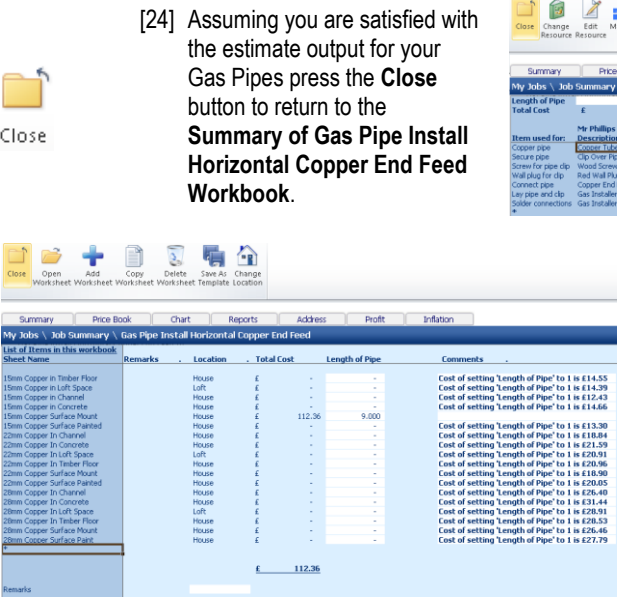 [24] Assuming you are satisfied with
the estimate output for your
Gas Pipes press the Close
button to return to the
Summary of Gas Pipe Install
Horizontal Copper End Feed
Workbook.
Close
Close Change Resource Edit Resource
Summary Price
My Jobs \ Job Summary
Length of Pipe
Total Cost £
Mr Phillips
Item used for: Description
Copper pipe Copper Tube
Secure pipe Clip Over Pip
Screw for pipe clip Wood Screw
Wall plug for clip Red Wall Plu
Connect pipe Copper End
Lay pipe and clip Gas Installer
Solder connections Gas Installer
*
Close Open Worksheet Add Worksheet Copy Worksheet Delete Worksheet Save As Template Change Location
Summary Price Book Chart Reports Address Profit Inflation
My Jobs \ Job Summary \ Gas Pipe Install Horizontal Copper End Feed
List of Items in this workbook
Sheet Name Remarks . Location . Total Cost Length of Pipe Comments .
15mm Copper in Timber Floor House £ - - Cost of setting 'Length of Pipe' to 1 is £14.55
15mm Copper in Loft Space Loft £ - - Cost of setting 'Length of Pipe' to 1 is £14.39
15mm Copper in Channel House £ - - Cost of setting 'Length of Pipe' to 1 is £12.43
15mm Copper in Concrete House £ - - Cost of setting 'Length of Pipe' to 1 is £14.66
15mm Copper Surface Mount House £ 112.36 9.000
15mm Copper Surface Painted House £ - - Cost of setting 'Length of Pipe' to 1 is £13.30
22mm Copper In Channel House £ - - Cost of setting 'Length of Pipe' to 1 is £18.84
22mm Copper In Concrete House £ - - Cost of setting 'Length of Pipe' to 1 is £21.59
22mm Copper In Loft Space Loft £ - - Cost of setting 'Length of Pipe' to 1 is £20.91
22mm Copper In Timber Floor House £ - - Cost of setting 'Length of Pipe' to 1 is £20.96
22mm Copper Surface Mount House £ - - Cost of setting 'Length of Pipe' to 1 is £18.90
22mm Copper Surface Painted House £ - - Cost of setting 'Length of Pipe' to 1 is £20.05
28mm Copper In Channel House £ - - Cost of setting 'Length of Pipe' to 1 is £26.40
28mm Copper In Concrete House £ - - Cost of setting 'Length of Pipe' to 1 is £31.44
28mm Copper In Loft Space Loft £ - - Cost of setting 'Length of Pipe' to 1 is £28.91
28mm Copper In Timber Floor House £ - - Cost of setting 'Length of Pipe' to 1 is £28.53
28mm Copper Surface Mount House £ - - Cost of setting 'Length of Pipe' to 1 is £26.46
28mm Copper Surface Paint House £ - - Cost of setting 'Length of Pipe' to 1 is £27.79
*
£ 112.36
Remarks